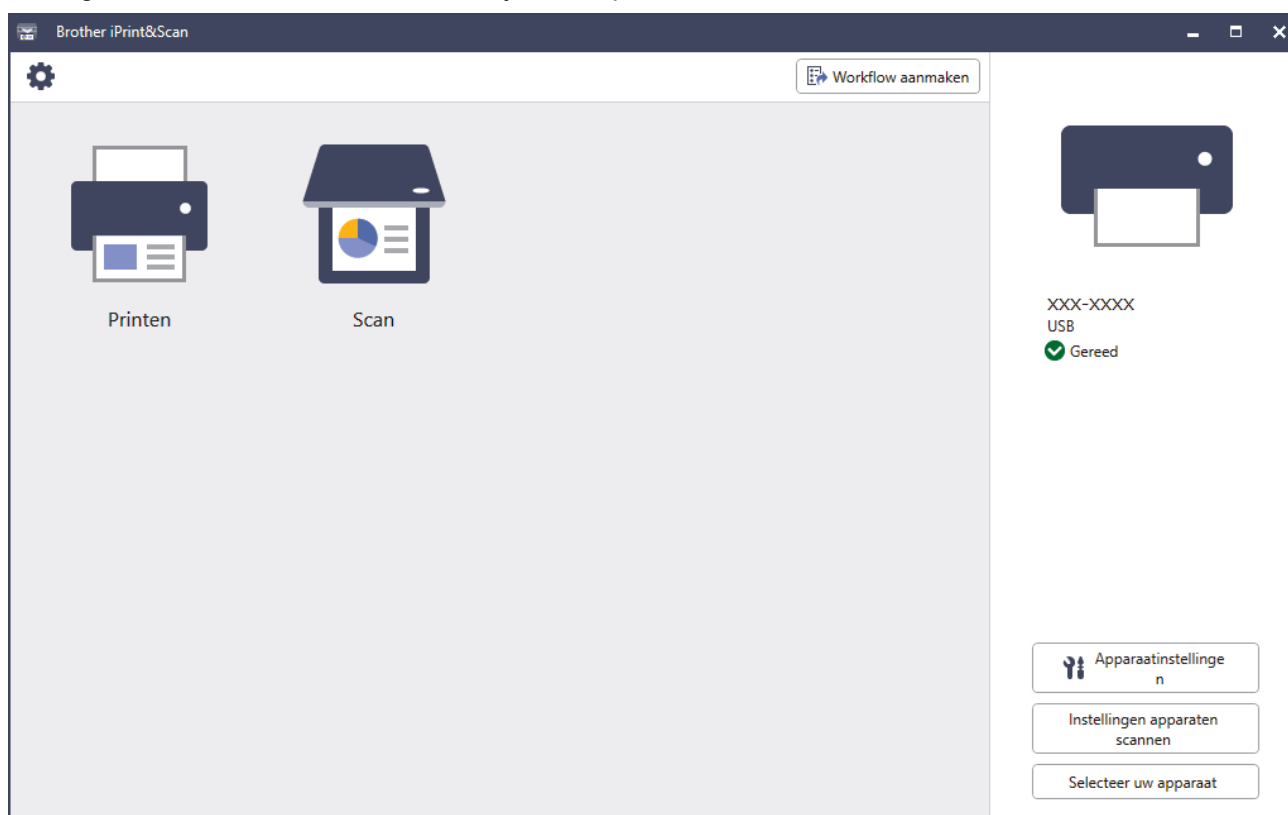 Brother iPrint&Scan
Workflow aanmaken
Printen
Scan
XXX-XXXX
USB
Gereed
Apparaatinstellinge
n
Instellingen apparaten
scannen
Selecteer uw apparaat